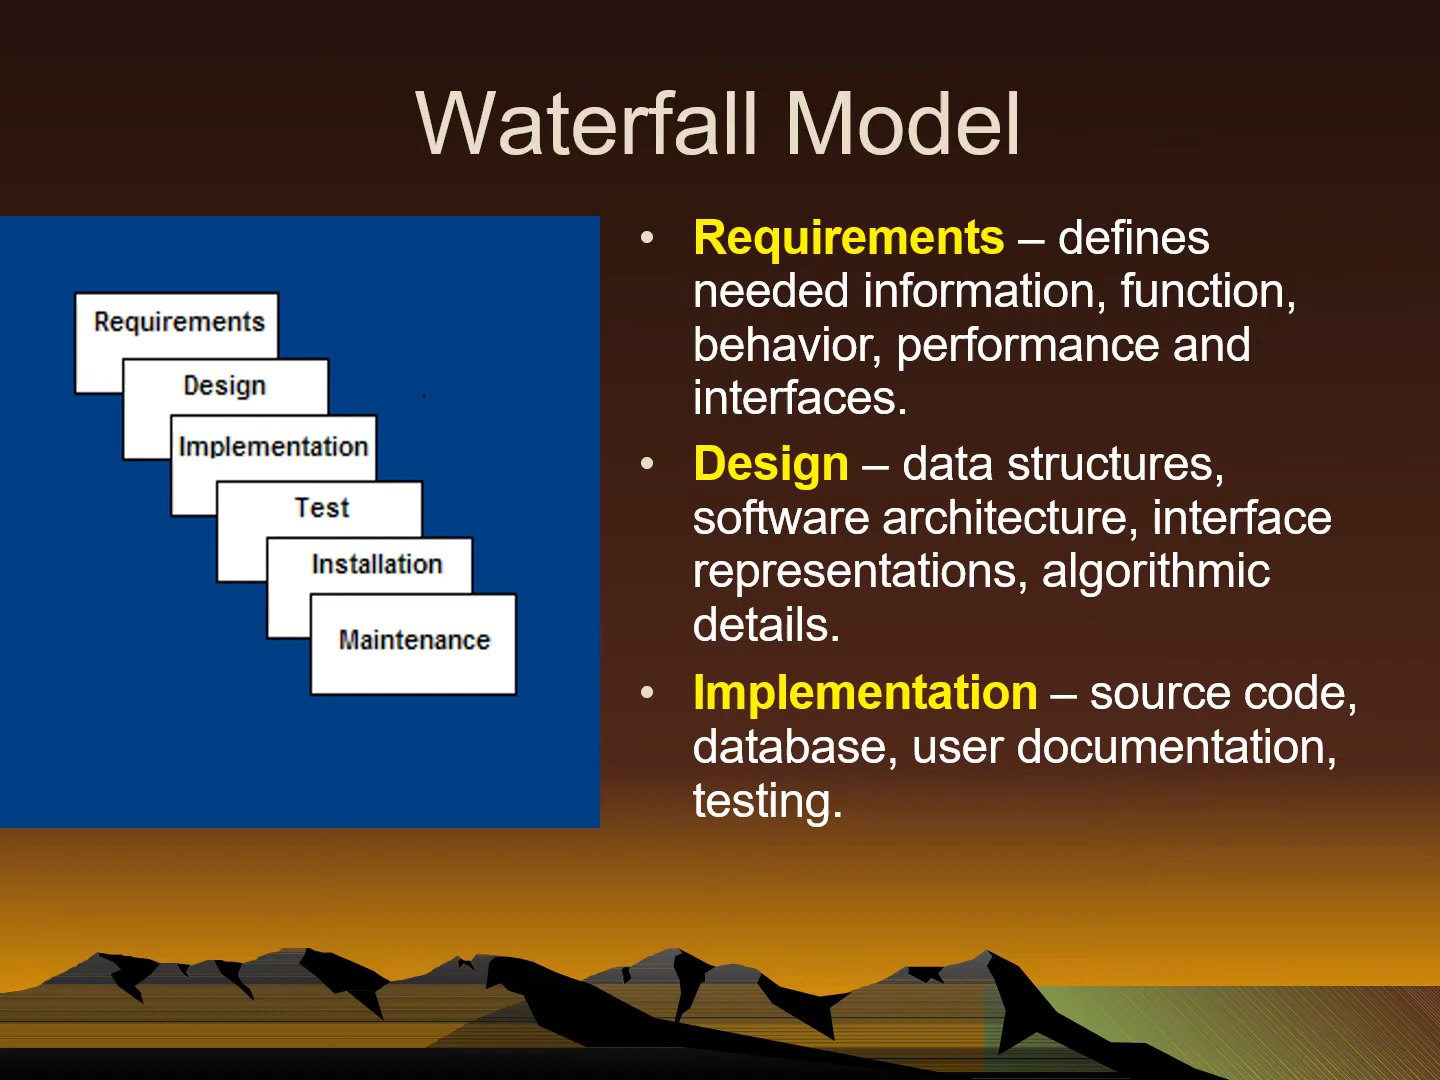 Waterfall Model
Requirements
Design
Implementation
Test
Installation
Maintenance
• Requirements – defines
needed information, function,
behavior, performance and
interfaces.
• Design – data structures,
software architecture, interface
representations, algorithmic
details.
• Implementation – source code,
database, user documentation,
testing.